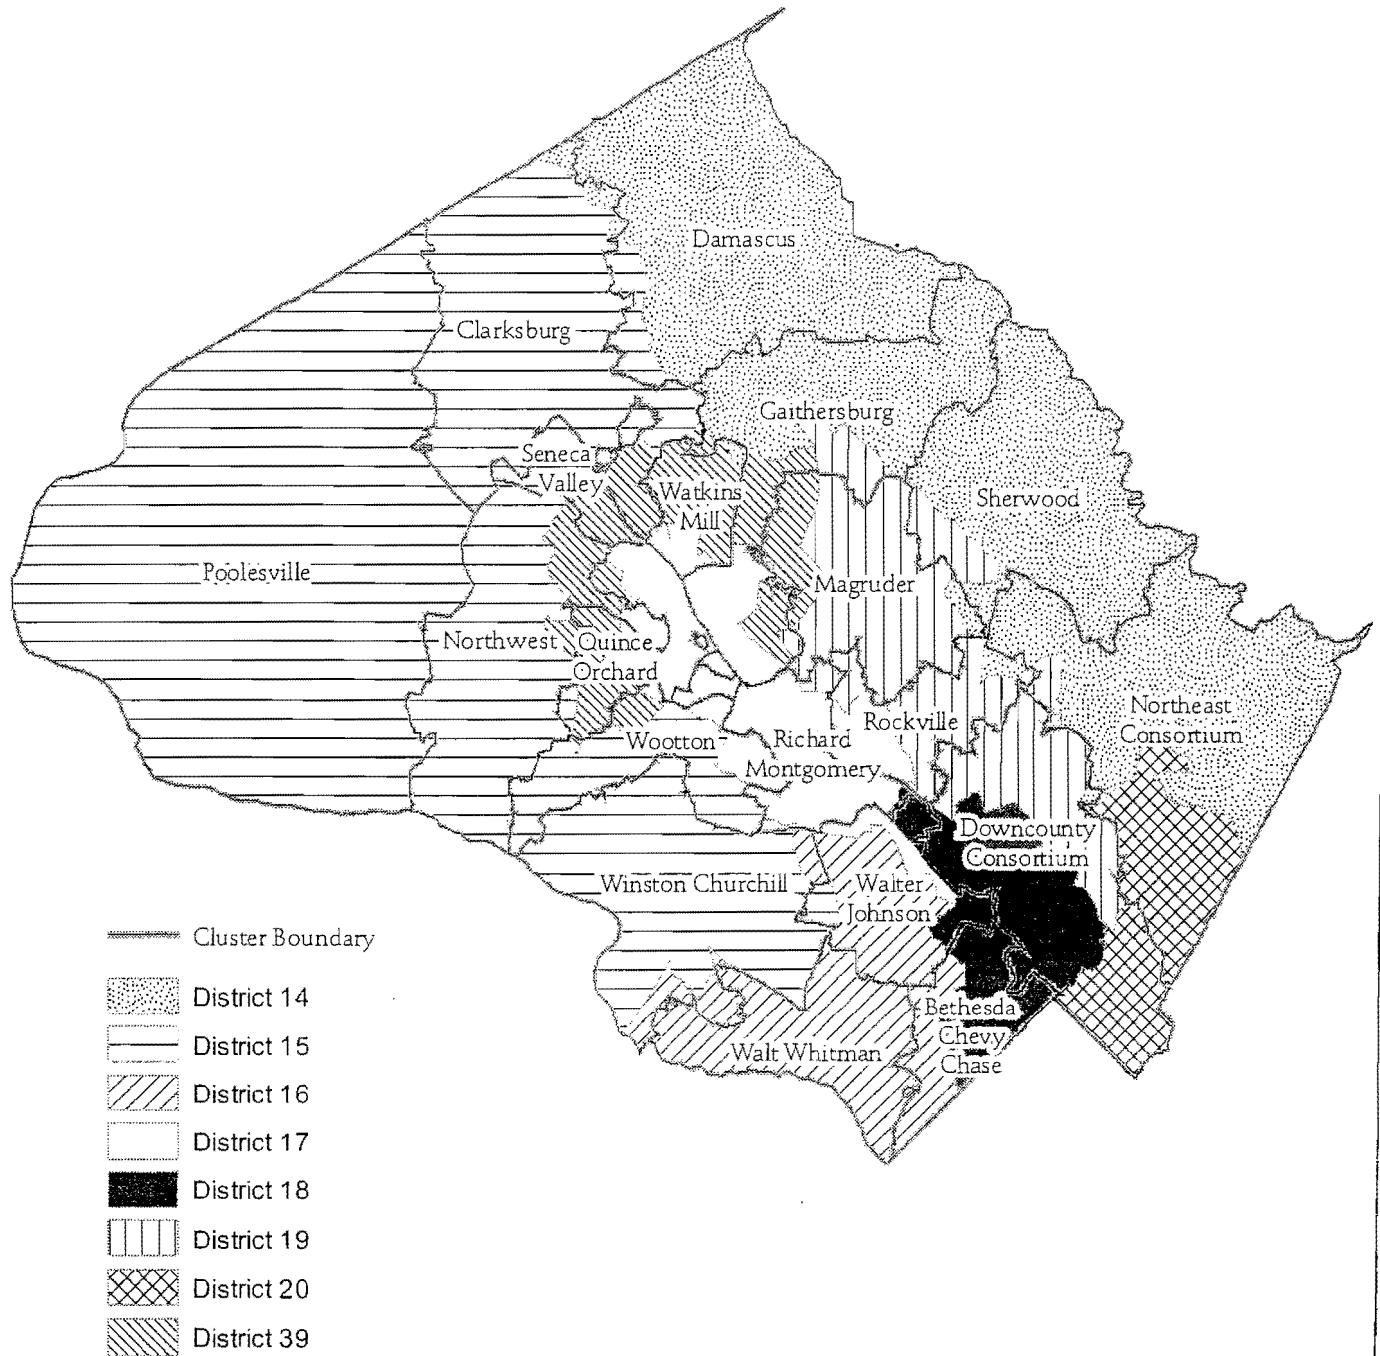 Damascus
Clarksburg
Gaithersburg
Seneca
Valley
Watkins
Mill
Sherwood
Poolesville
Magruder
Northwest
Quince
Orchard
Northeast
Consortium
Rockville
Wootton
Richard
Montgomery
Downcounty
Consortium
Winston Churchill
Walter
Johnson
Bethesda
Chevy
Chase
Walt Whitman
Cluster Boundary
District 14
District 15
District 16
District 17
District 18
District 19
District 20
District 39